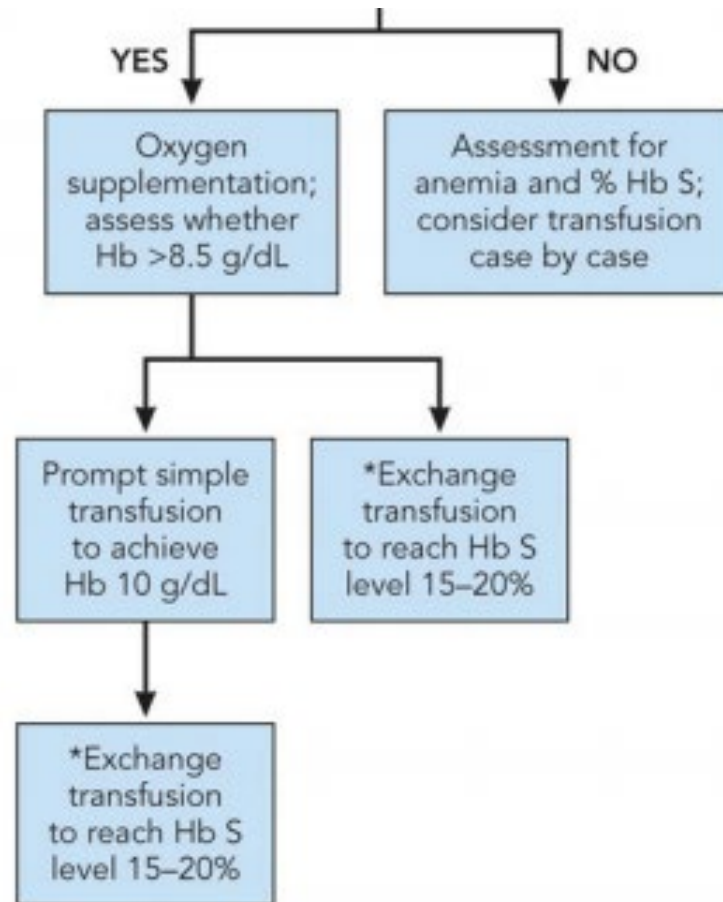 YES
NO
Oxygen
supplementation;
assess whether
Hb >8.5 g/dL
Assessment for
anemia and % Hb S;
consider transfusion
case by case
Prompt simple
transfusion
to achieve
Hb 10 g/dL
*Exchange
transfusion
to reach Hb S
level 15–20%
*Exchange
transfusion
to reach Hb S
level 15–20%